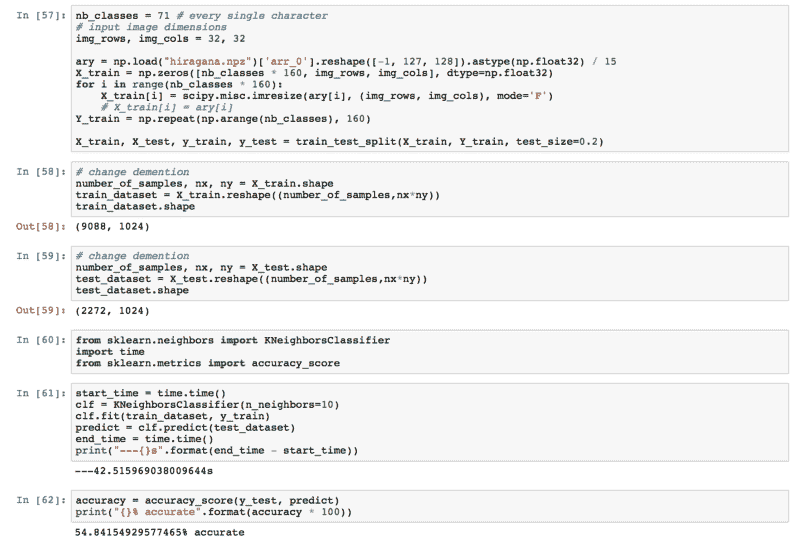 In [57]: nb_classes = 71 # every single character
# input image dimensions
img_rows, img_cols = 32, 32
ary = np.load("hiragana.npz")['arr_0'].reshape([-1, 127, 128]).astype(np.float32) / 15
X_train = np.zeros([nb_classes * 160, img_rows, img_cols], dtype=np.float32)
for i in range(nb_classes * 160):
    X_train[i] = scipy.misc.imresize(ary[i], (img_rows, img_cols), mode='F')
    # X_train[i] = ary[i]
Y_train = np.repeat(np.arange(nb_classes), 160)
X_train, X_test, y_train, y_test = train_test_split(X_train, Y_train, test_size=0.2)
In [58]: # change demention
number_of_samples, nx, ny = X_train.shape
train_dataset = X_train.reshape((number_of_samples,nx*ny))
train_dataset.shape
Out[58]: (9088, 1024)
In [59]: # change demention
number_of_samples, nx, ny = X_test.shape
test_dataset = X_test.reshape((number_of_samples,nx*ny))
test_dataset.shape
Out[59]: (2272, 1024)
In [60]: from sklearn.neighbors import KNeighborsClassifier
import time
from sklearn.metrics import accuracy_score
In [61]: start_time = time.time()
clf = KNeighborsClassifier(n_neighbors=10)
clf.fit(train_dataset, y_train)
predict = clf.predict(test_dataset)
end_time = time.time()
print("---{}s".format(end_time - start_time))
---42.515969038009644s
In [62]: accuracy = accuracy_score(y_test, predict)
print("{}% accurate".format(accuracy * 100))
54.84154929577465% accurate